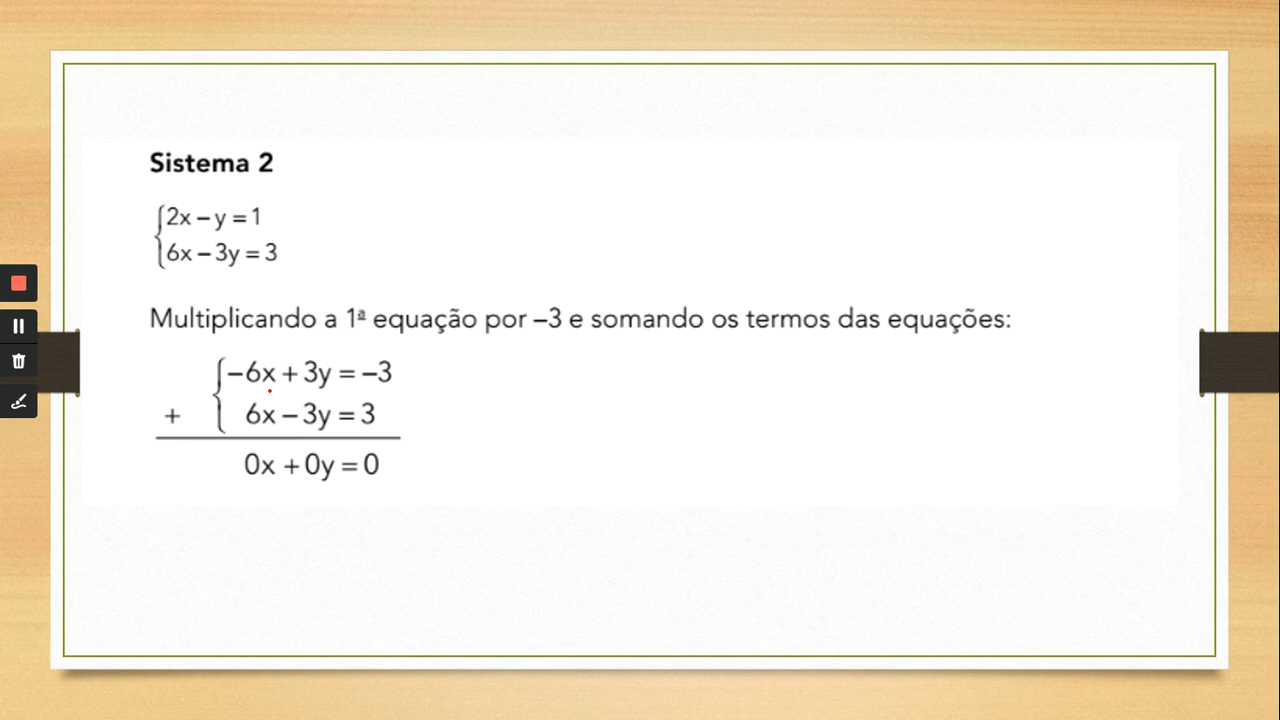 Sistema 2
2x – y = 1
6x – 3y = 3
Multiplicando a 1ª equação por –3 e somando os termos das equações:
–6x + 3y = –3
+ 6x – 3y = 3
0x + 0y = 0